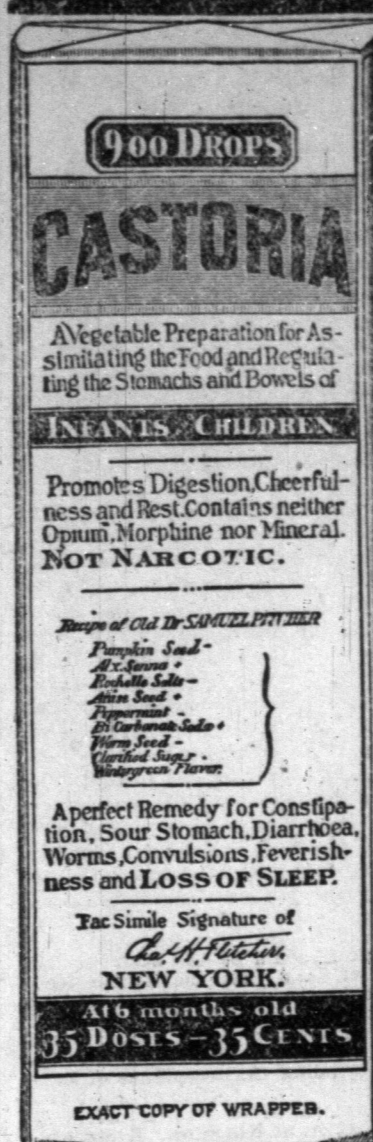 900 DROPS
CASTORIA
AVegetable Preparation for As-
similating the Food and Regula-
ting the Stomachs and Bowels of
INFANTS, CHILDREN
Promotes Digestion,Cheerful-
ness and Rest.Contains neither
Opium,Morphine nor Mineral.
NOT NARCOTIC.
Recipe of Old Dr SAMUEL PITCHER
Pumpkin Seed -
Alx. Senna +
Rochelle Salts -
Anise Seed +
Peppermint -
Bi Carbonate Soda +
Worm Seed -
Clarified Sugar .
Wintergreen Flavor.
A perfect Remedy for Constipa-
tion, Sour Stomach,Diarrhoea,
Worms,Convulsions,Feverish-
ness and LOSS OF SLEEP.
Fac Simile Signature of
Chas. H. Fletcher.
NEW YORK.
At 6 months old
35 DOSES – 35 CENTS
EXACT COPY OF WRAPPER.